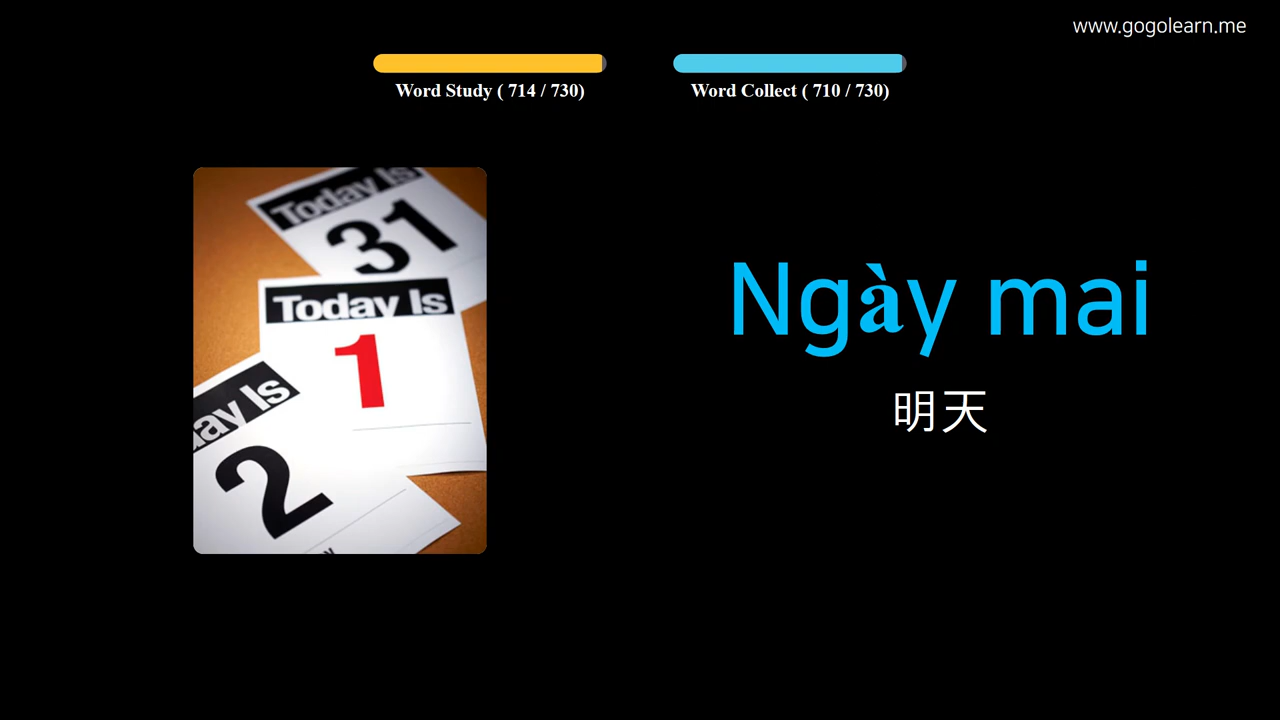 www.gogolearn.me
Word Study ( 714 / 730)
Word Collect ( 710 / 730)
Today Is
31
Today Is
1
ay Is
2
Ngày mai
明天